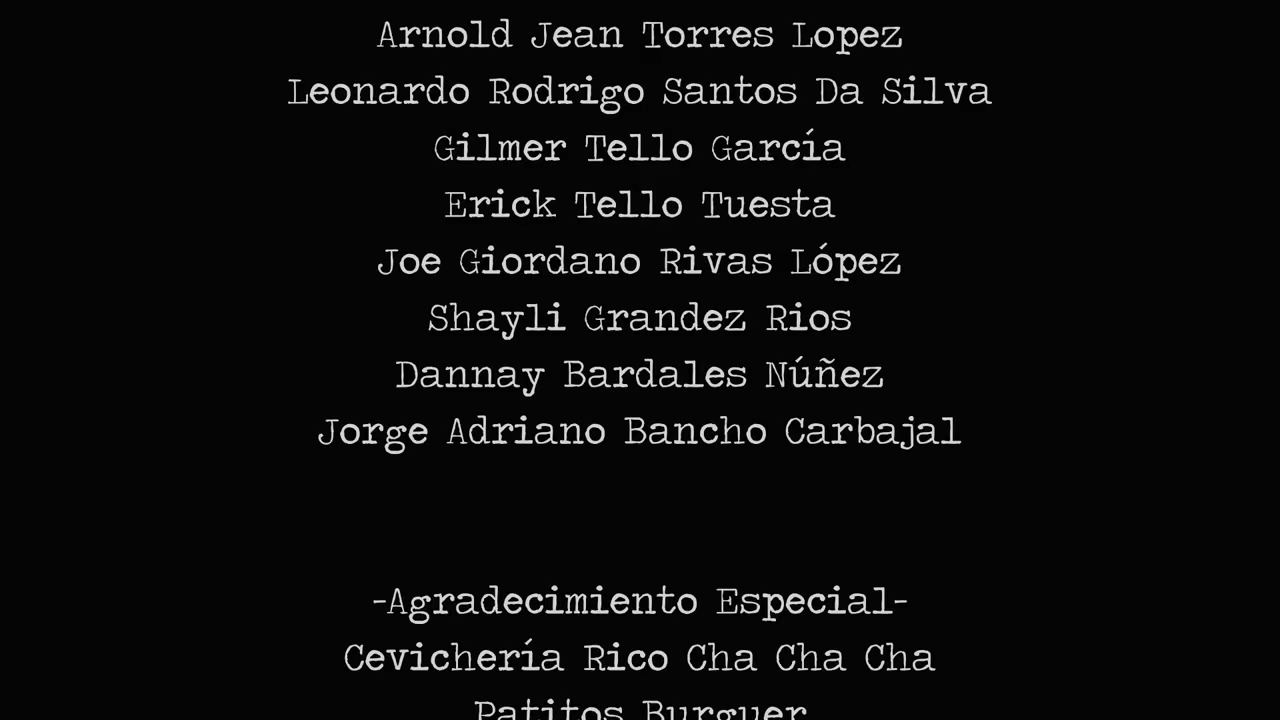 Arnold Jean Torres Lopez
Leonardo Rodrigo Santos Da Silva
Gilmer Tello García
Erick Tello Tuesta
Joe Giordano Rivas López
Shayli Grandez Rios
Dannay Bardales Núñez
Jorge Adriano Bancho Carbajal
-Agradecimiento Especial-
Cevichería Rico Cha Cha Cha
Patitos Burguer